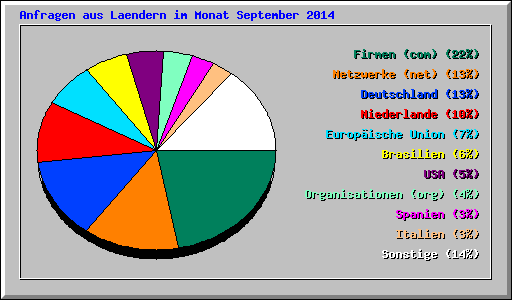 Anfragen aus Laendern im Monat September 2014
Firmen (com) (22%)
Netzwerke (net) (13%)
Deutschland (13%)
Niederlande (10%)
Europäische Union (7%)
Brasilien (6%)
USA (5%)
Organisationen (org) (4%)
Spanien (3%)
Italien (3%)
Sonstige (14%)